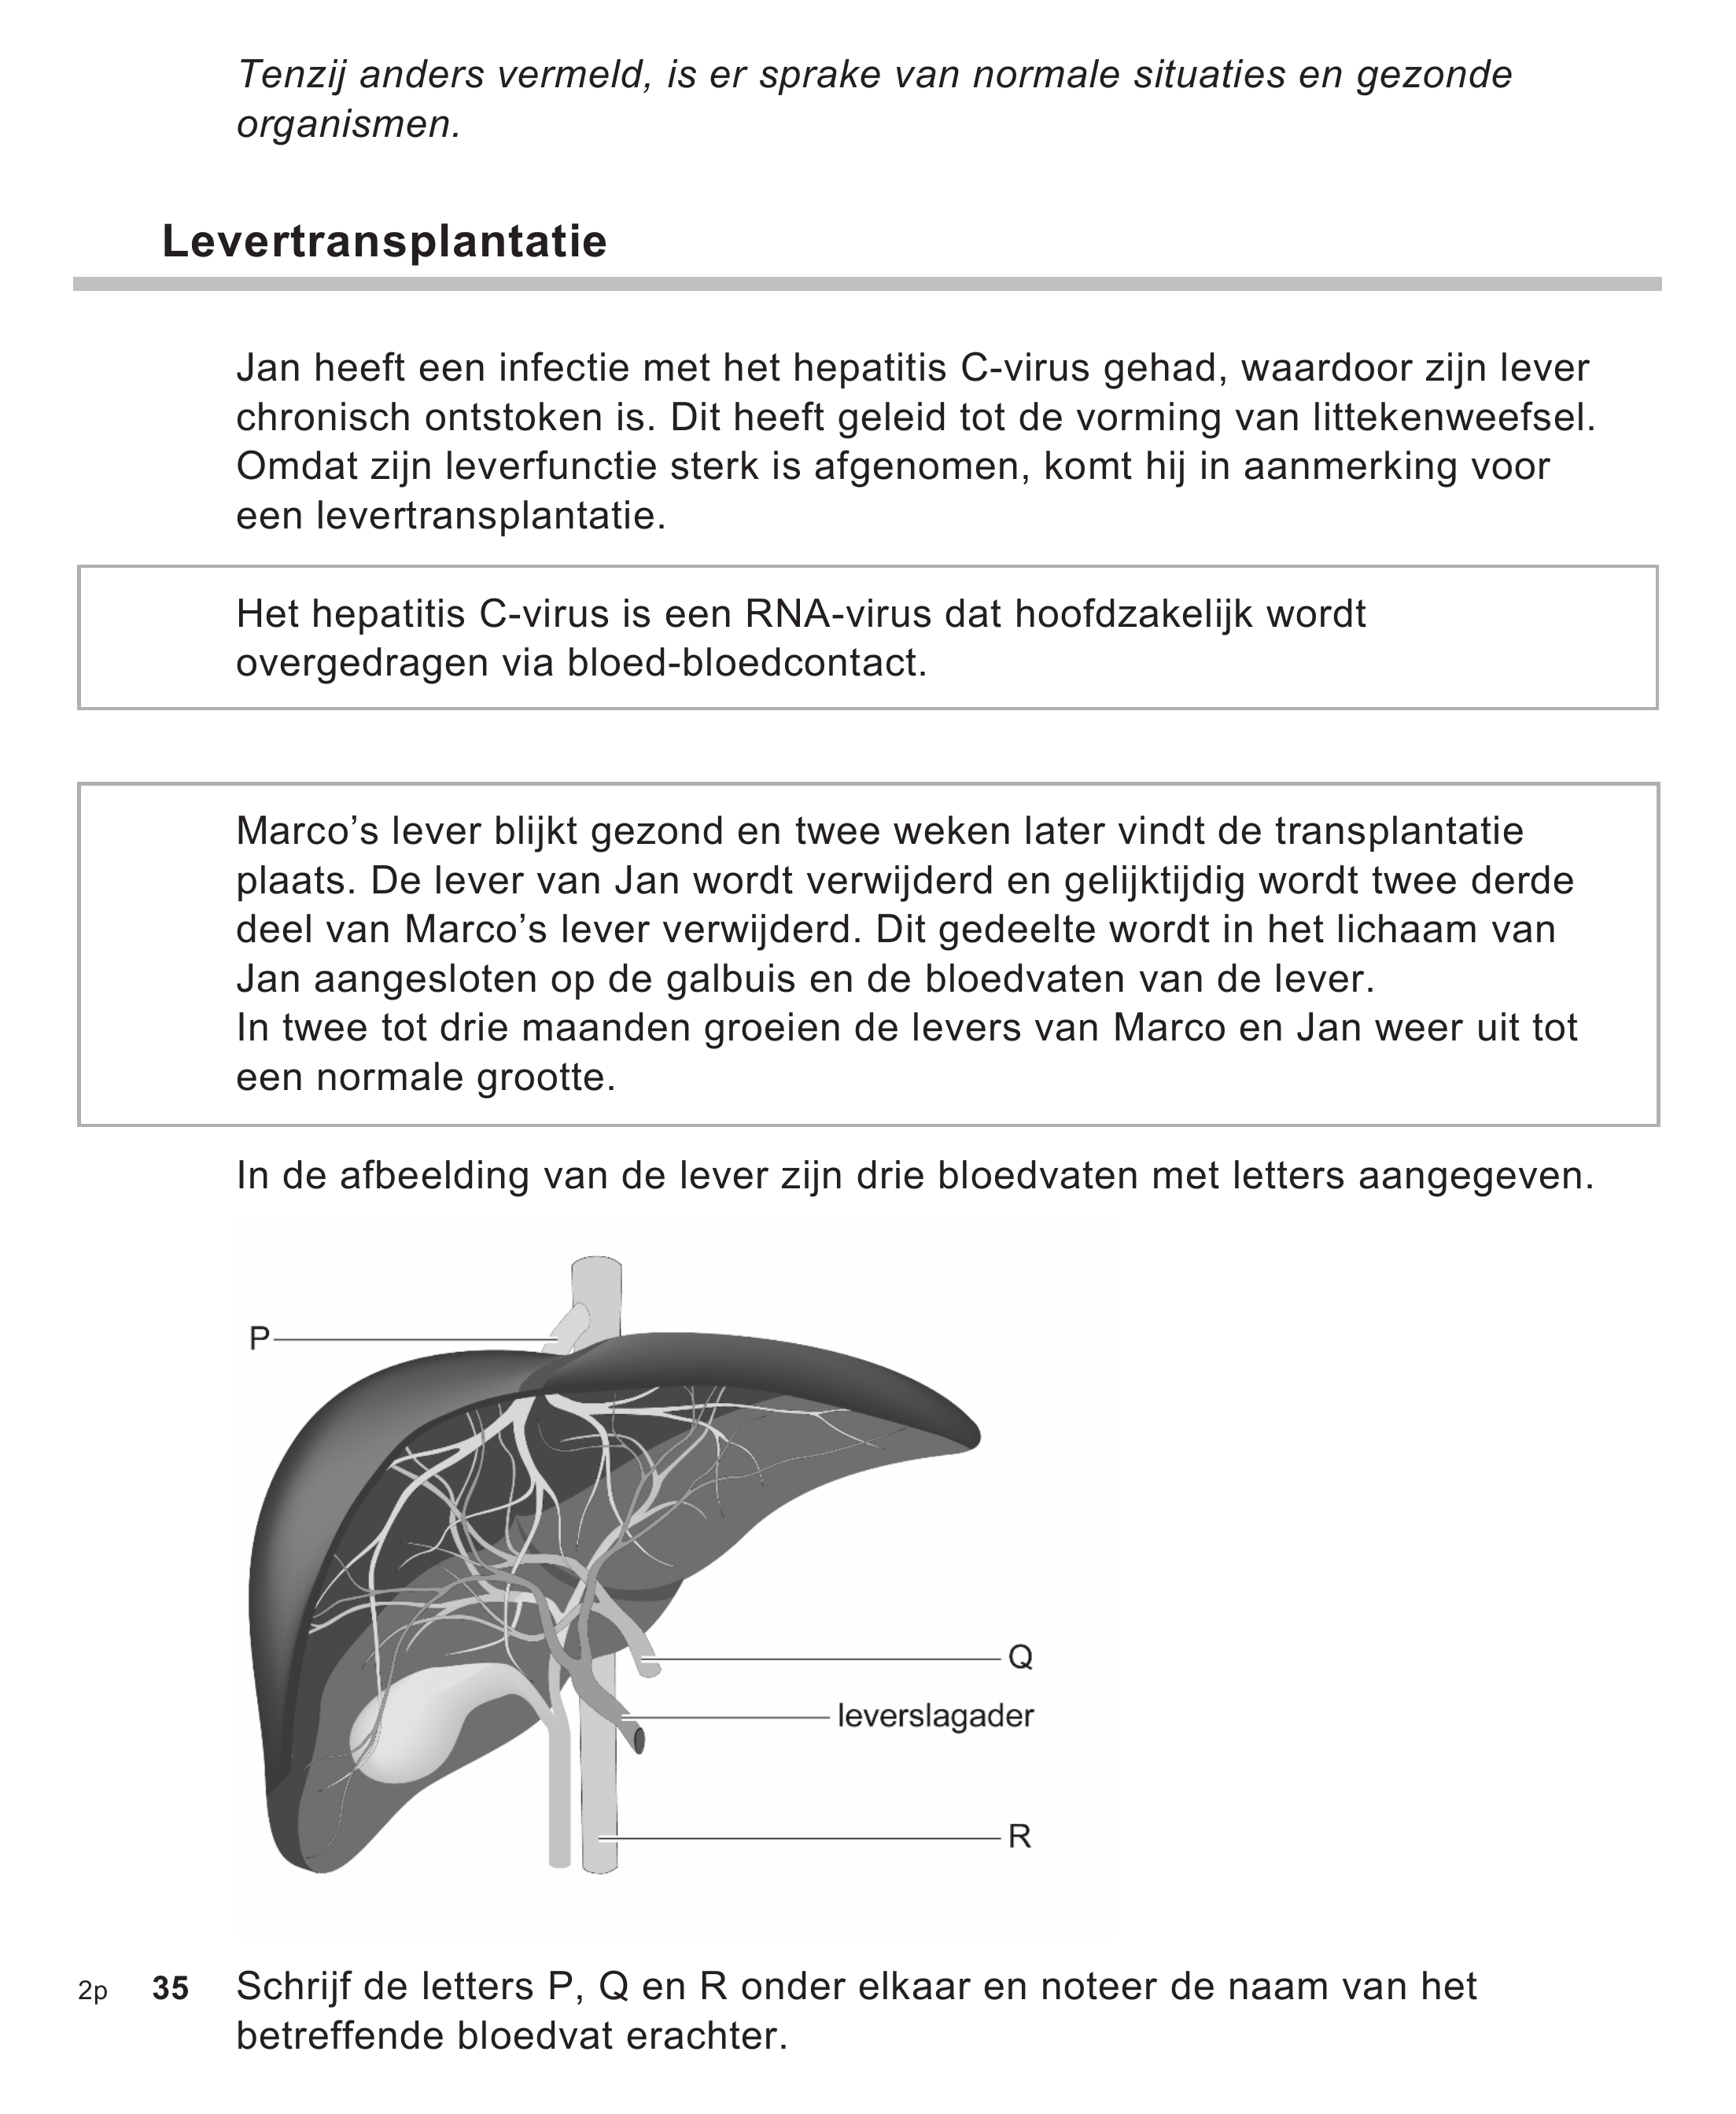 Tenzij anders vermeld, is er sprake van normale situaties en gezonde
organismen.
Levertransplantatie
Jan heeft een infectie met het hepatitis C-virus gehad, waardoor zijn lever
chronisch ontstoken is. Dit heeft geleid tot de vorming van littekenweefsel.
Omdat zijn leverfunctie sterk is afgenomen, komt hij in aanmerking voor
een levertransplantatie.
Het hepatitis C-virus is een RNA-virus dat hoofdzakelijk wordt
overgedragen via bloed-bloedcontact.
Marco’s lever blijkt gezond en twee weken later vindt de transplantatie
plaats. De lever van Jan wordt verwijderd en gelijktijdig wordt twee derde
deel van Marco’s lever verwijderd. Dit gedeelte wordt in het lichaam van
Jan aangesloten op de galbuis en de bloedvaten van de lever.
In twee tot drie maanden groeien de levers van Marco en Jan weer uit tot
een normale grootte.
In de afbeelding van de lever zijn drie bloedvaten met letters aangegeven.
P
Q
leverslagader
R
2p 35 Schrijf de letters P, Q en R onder elkaar en noteer de naam van het
betreffende bloedvat erachter.